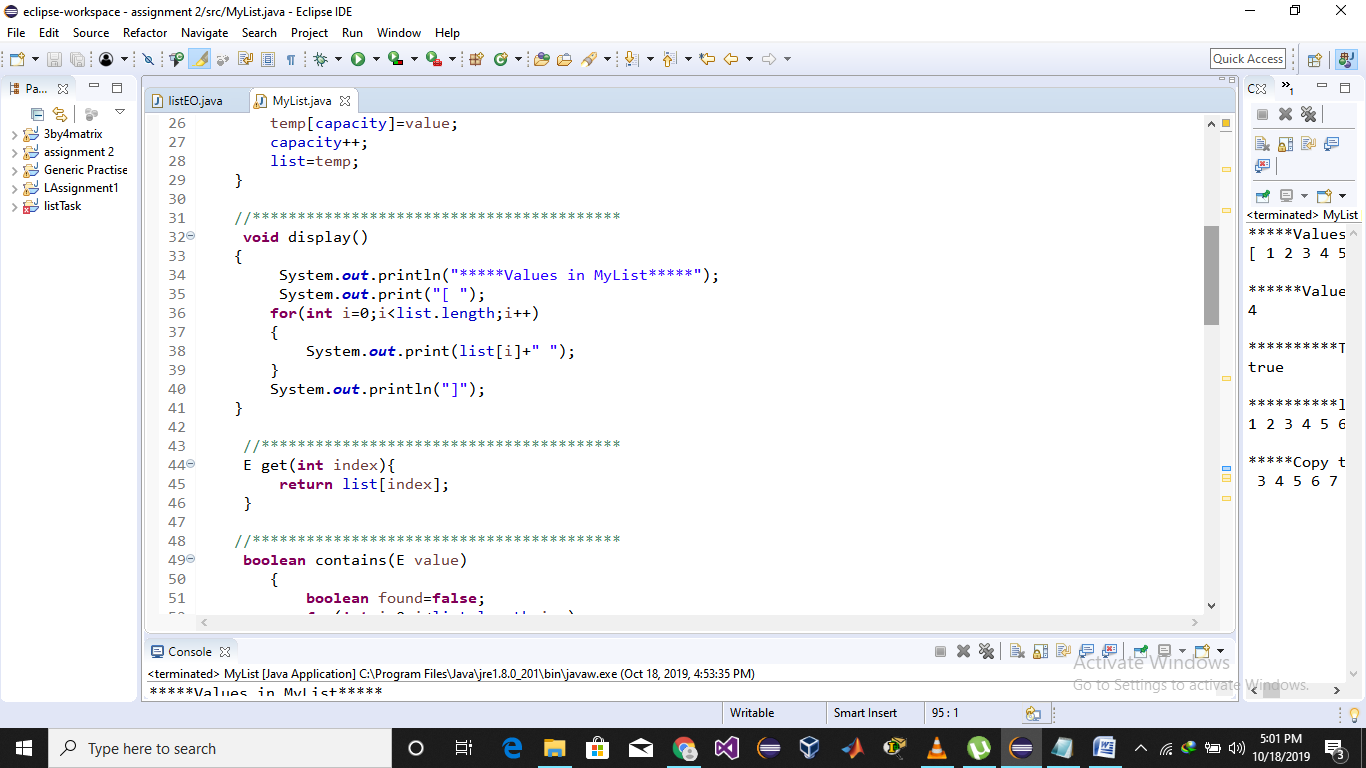 eclipse-workspace - assignment 2/src/MyList.java - Eclipse IDE
File Edit Source Refactor Navigate Search Project Run Window Help
Quick Access
Pa...
listEO.java
MyList.java
3by4matrix
assignment 2
Generic Practise
LAssignment1
listTask
26 temp[capacity]=value;
27 capacity++;
28 list=temp;
29 }
30
31 //*****************************************
32 void display()
33 {
34 System.out.println("*****Values in MyList*****");
35 System.out.print("[ ");
36 for(int i=0;i<list.length;i++)
37 {
38 System.out.print(list[i]+" ");
39 }
40 System.out.println("]");
41 }
42
43 //****************************************
44 E get(int index){
45 return list[index];
46 }
47
48 //*****************************************
49 boolean contains(E value)
50 {
51 boolean found=false;
C
1
<terminated> MyList
*****Values
[ 1 2 3 4 5
******Value
4
**********T
true
**********l
1 2 3 4 5 6
*****Copy t
3 4 5 6 7
Console
<terminated> MyList [Java Application] C:\Program Files\Java\jre1.8.0_201\bin\javaw.exe (Oct 18, 2019, 4:53:35 PM)
*****Values in MyList*****
Activate Windows
Go to Settings to activate Windows.
Writable Smart Insert 95 : 1
Type here to search
5:01 PM
10/18/2019
3